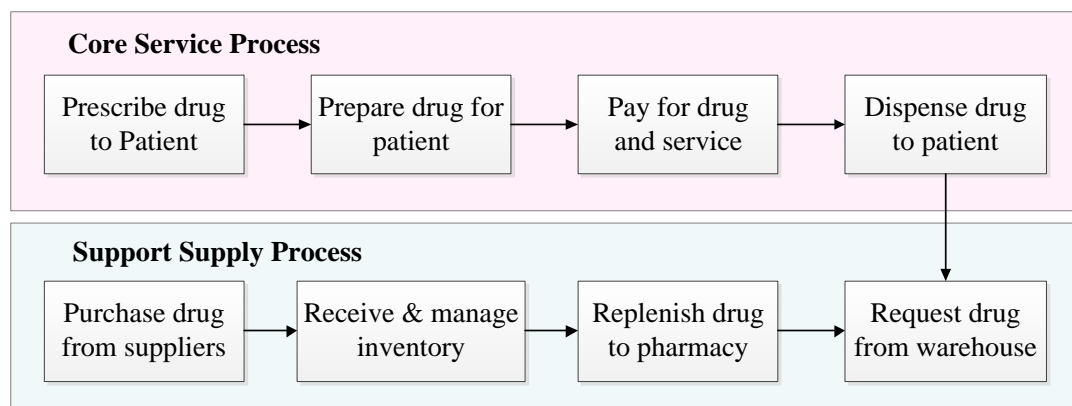 Core Service Process
Prescribe drug
to Patient
Prepare drug for
patient
Pay for drug
and service
Dispense drug
to patient
Support Supply Process
Purchase drug
from suppliers
Receive & manage
inventory
Replenish drug
to pharmacy
Request drug
from warehouse